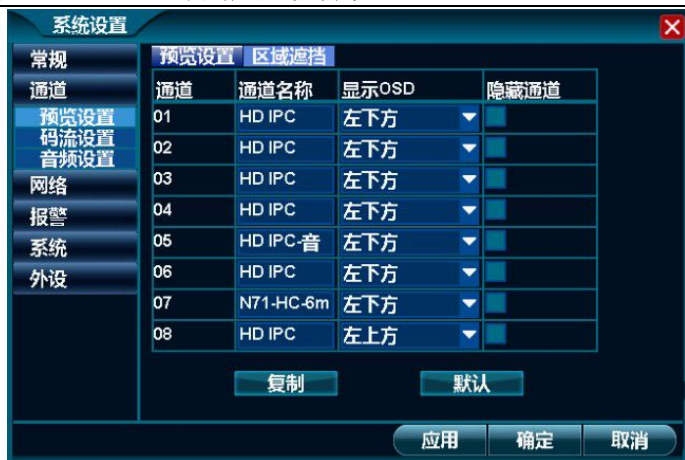 系统设置
常规
通道
预览设置
码流设置
音频设置
网络
报警
系统
外设
预览设置 区域遮挡
通道 通道名称 显示OSD 隐藏通道
01 HD IPC 左下方
02 HD IPC 左下方
03 HD IPC 左下方
04 HD IPC 左下方
05 HD IPC-音 左下方
06 HD IPC 左下方
07 N71-HC-6m 左下方
08 HD IPC 左上方
复制 默认
应用 确定 取消